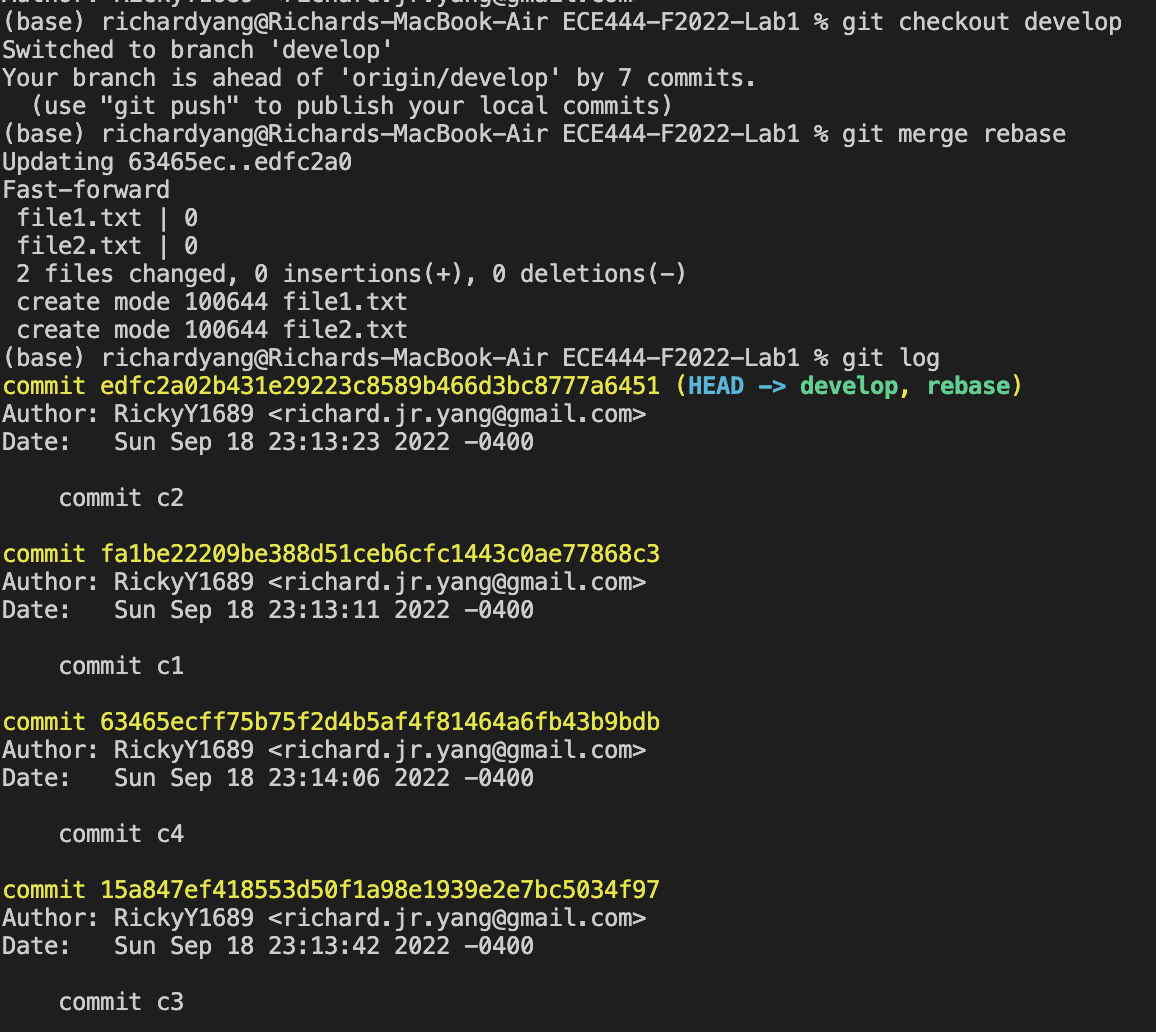 (base) richardyang@Richards-MacBook-Air ECE444-F2022-Lab1 % git checkout develop
Switched to branch 'develop'
Your branch is ahead of 'origin/develop' by 7 commits.
  (use "git push" to publish your local commits)
(base) richardyang@Richards-MacBook-Air ECE444-F2022-Lab1 % git merge rebase
Updating 63465ec..edfc2a0
Fast-forward
 file1.txt | 0
 file2.txt | 0
 2 files changed, 0 insertions(+), 0 deletions(-)
 create mode 100644 file1.txt
 create mode 100644 file2.txt
(base) richardyang@Richards-MacBook-Air ECE444-F2022-Lab1 % git log
commit edfc2a02b431e29223c8589b466d3bc8777a6451 (HEAD -> develop, rebase)
Author: RickyY1689 <richard.jr.yang@gmail.com>
Date:   Sun Sep 18 23:13:23 2022 -0400

    commit c2

commit fa1be22209be388d51ceb6cfc1443c0ae77868c3
Author: RickyY1689 <richard.jr.yang@gmail.com>
Date:   Sun Sep 18 23:13:11 2022 -0400

    commit c1

commit 63465ecff75b75f2d4b5af4f81464a6fb43b9bdb
Author: RickyY1689 <richard.jr.yang@gmail.com>
Date:   Sun Sep 18 23:14:06 2022 -0400

    commit c4

commit 15a847ef418553d50f1a98e1939e2e7bc5034f97
Author: RickyY1689 <richard.jr.yang@gmail.com>
Date:   Sun Sep 18 23:13:42 2022 -0400

    commit c3